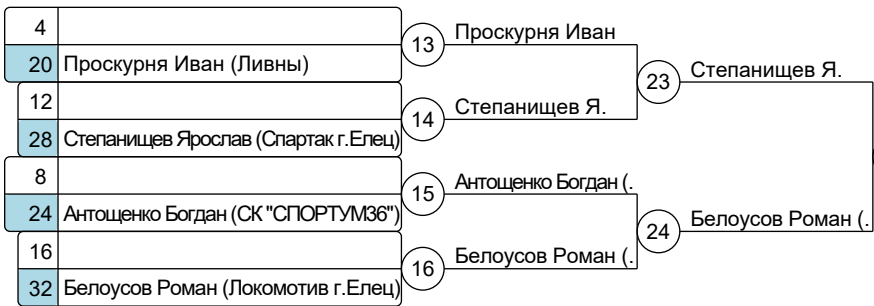 4
13
Проскурня Иван
20 Проскурня Иван (Ливны)
23
Степанищев Я.
12
14
Степанищев Я.
28 Степанищев Ярослав (Спартак г.Елец)
8
15
Антощенко Богдан (.
24 Антощенко Богдан (СК "СПОРТУМ36")
24
Белоусов Роман (.
16
16
Белоусов Роман (.
32 Белоусов Роман (Локомотив г.Елец)